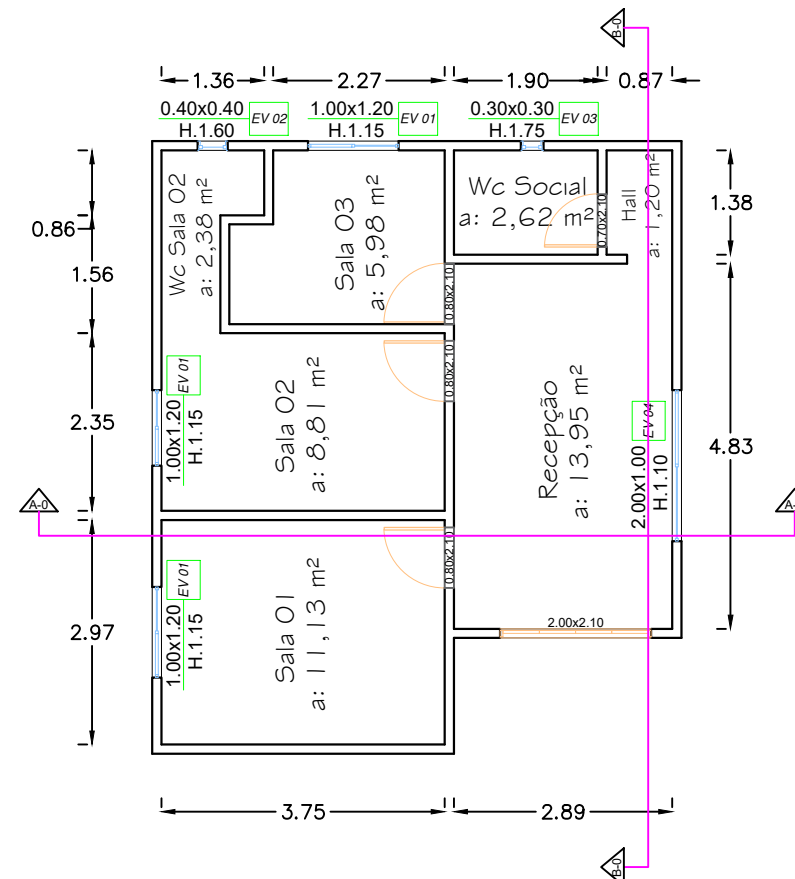 B-0
1.36
2.27
1.90
0.87
0.40x0.40
H.1.60
EV 02
1.00x1.20
H.1.15
EV 01
0.30x0.30
H.1.75
EV 03
Wc Sala 02
a: 2,38 m²
Sala 03
a: 5,98 m²
Wc Social
a: 2,62 m²
0.70x2.10
Hall
a: 1,20 m²
0.86
1.56
1.38
0.80x2.10
0.80x2.10
1.00x1.20
H.1.15
EV 01
Sala 02
a: 8,81 m²
Recepção
a: 13,95 m²
2.00x1.00
H.1.10
EV 04
2.35
4.83
A-0
A-
0.80x2.10
1.00x1.20
H.1.15
EV 01
Sala 01
a: 11,13 m²
2.97
2.00x2.10
3.75
2.89
B-0